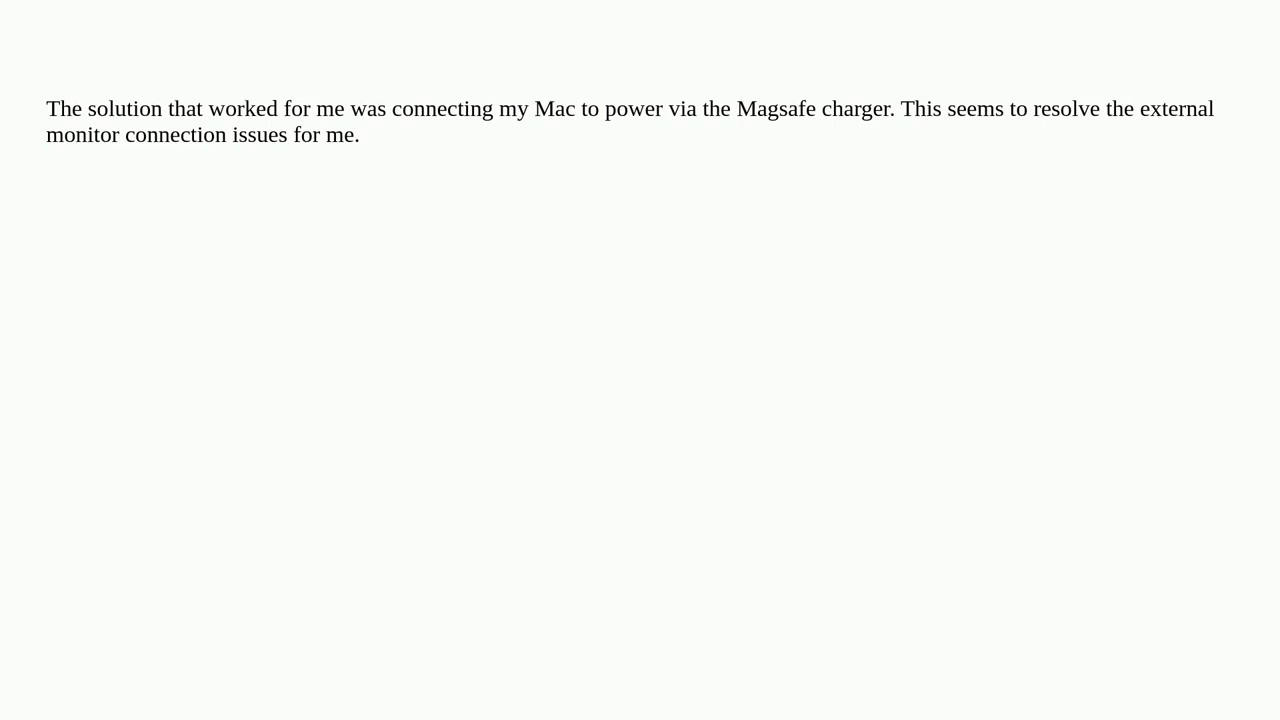 The solution that worked for me was connecting my Mac to power via the Magsafe charger. This seems to resolve the external
monitor connection issues for me.